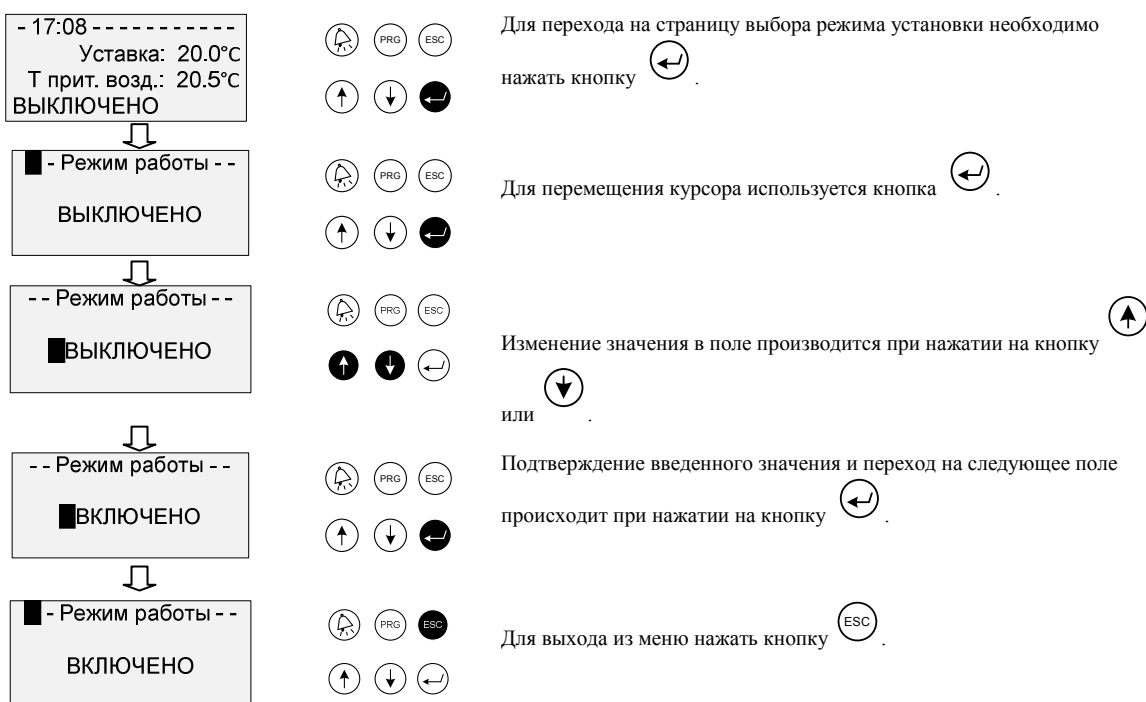 - 17:08 - - - - - - - - - - -
Уставка: 20.0°C
Т прит. возд.: 20.5°C
ВЫКЛЮЧЕНО
PRG ESC
Для перехода на страницу выбора режима установки необходимо
нажать кнопку .
- Режим работы - -
ВЫКЛЮЧЕНО
PRG ESC
Для перемещения курсора используется кнопка .
- - Режим работы - -
ВЫКЛЮЧЕНО
PRG ESC
Изменение значения в поле производится при нажатии на кнопку
или .
- - Режим работы - -
ВКЛЮЧЕНО
PRG ESC
Подтверждение введенного значения и переход на следующее поле
происходит при нажатии на кнопку .
- Режим работы - -
ВКЛЮЧЕНО
PRG ESC
Для выхода из меню нажать кнопку ESC .